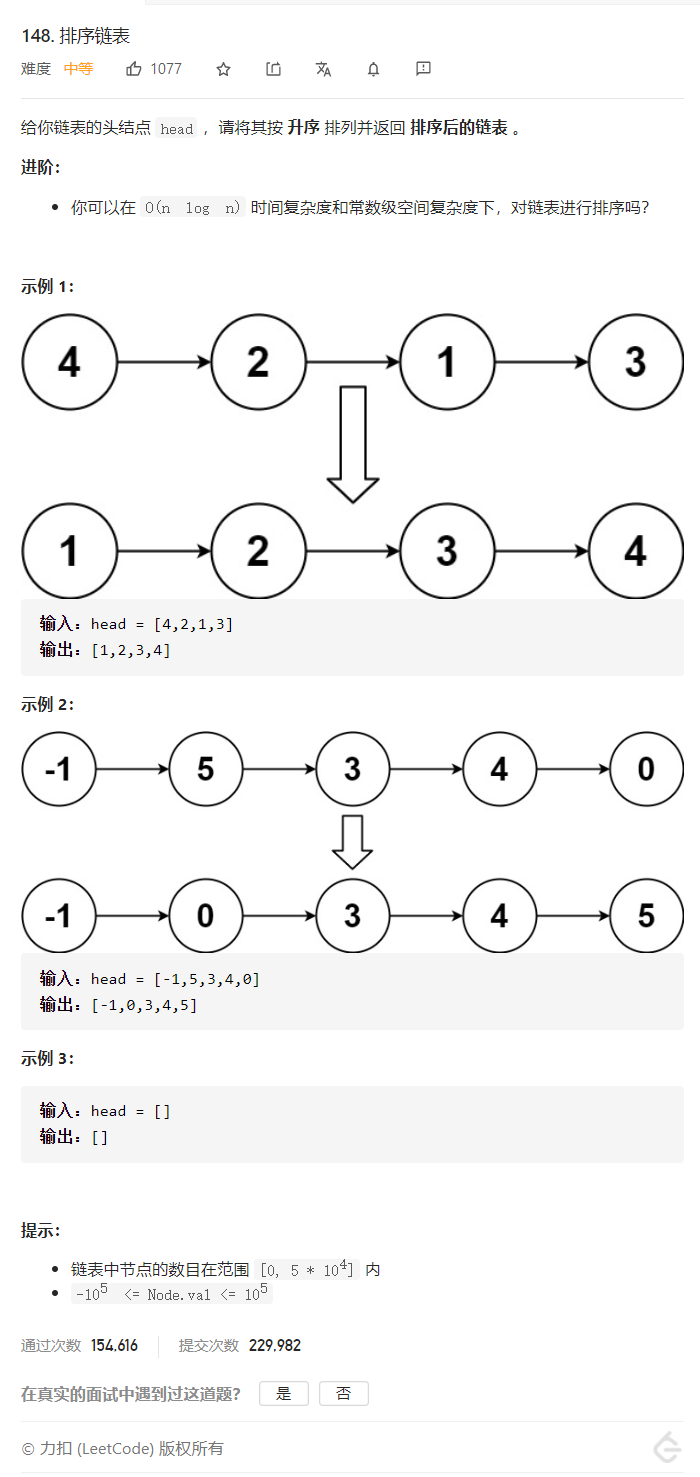 148. 排序链表
难度 中等 1077
给你链表的头结点 head ，请将其按 升序 排列并返回 排序后的链表 。
进阶：
你可以在 O(n log n) 时间复杂度和常数级空间复杂度下，对链表进行排序吗？
示例 1：
4 2 1 3
1 2 3 4
输入：head = [4,2,1,3]
输出：[1,2,3,4]
示例 2：
-1 5 3 4 0
-1 0 3 4 5
输入：head = [-1,5,3,4,0]
输出：[-1,0,3,4,5]
示例 3：
输入：head = []
输出：[]
提示：
链表中节点的数目在范围 [0, 5 * 10⁴] 内
-10⁵ <= Node.val <= 10⁵
通过次数 154,616 提交次数 229,982
在真实的面试中遇到过这道题? 是 否
© 力扣 (LeetCode) 版权所有